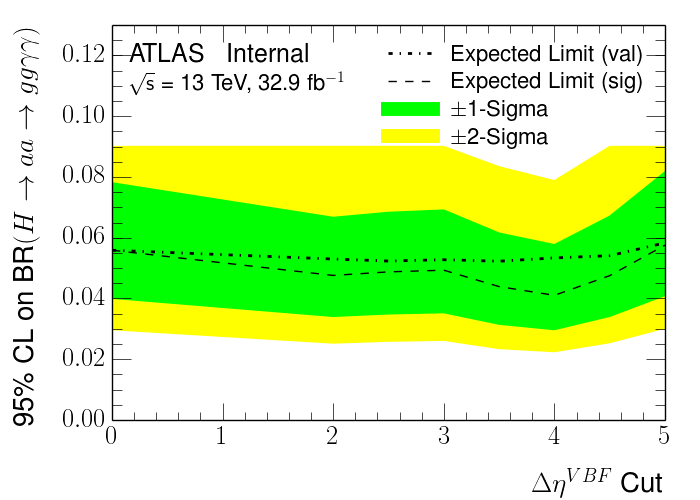 ATLAS Internal
√s = 13 TeV, 32.9 fb⁻¹
Expected Limit (val)
Expected Limit (sig)
±1-Sigma
±2-Sigma
95% CL on BR(H → aa → ggγγ)
0.12
0.10
0.08
0.06
0.04
0.02
0.00
0 1 2 3 4 5
Δη^{VBF} Cut